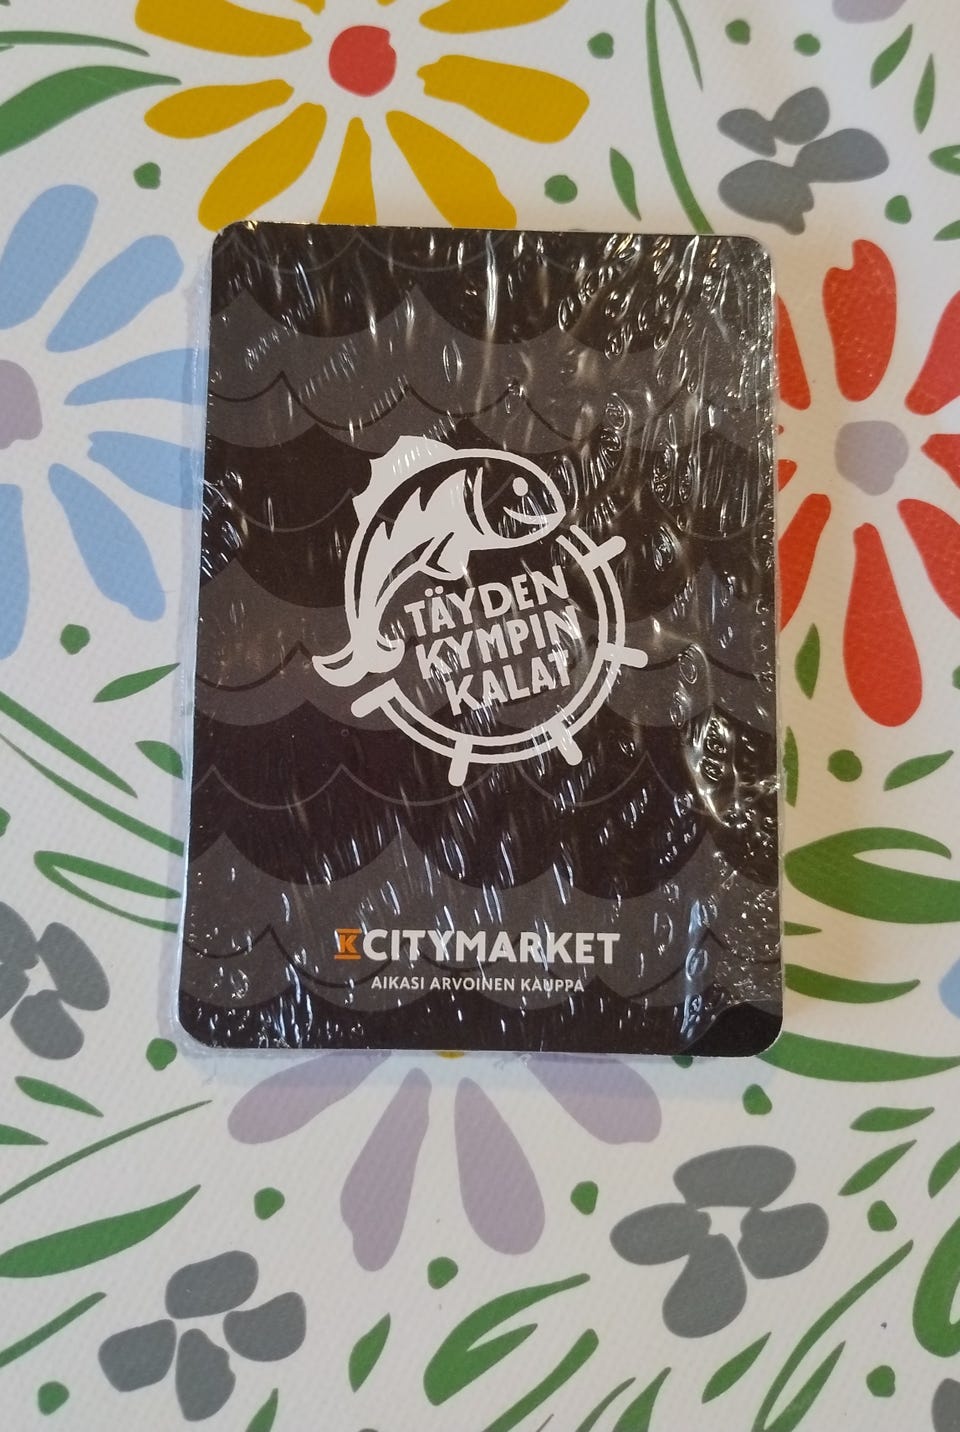 TÄYDEN
KYMPIN
KALAT
K CITYMARKET
AIKASI ARVOINEN KAUPPA